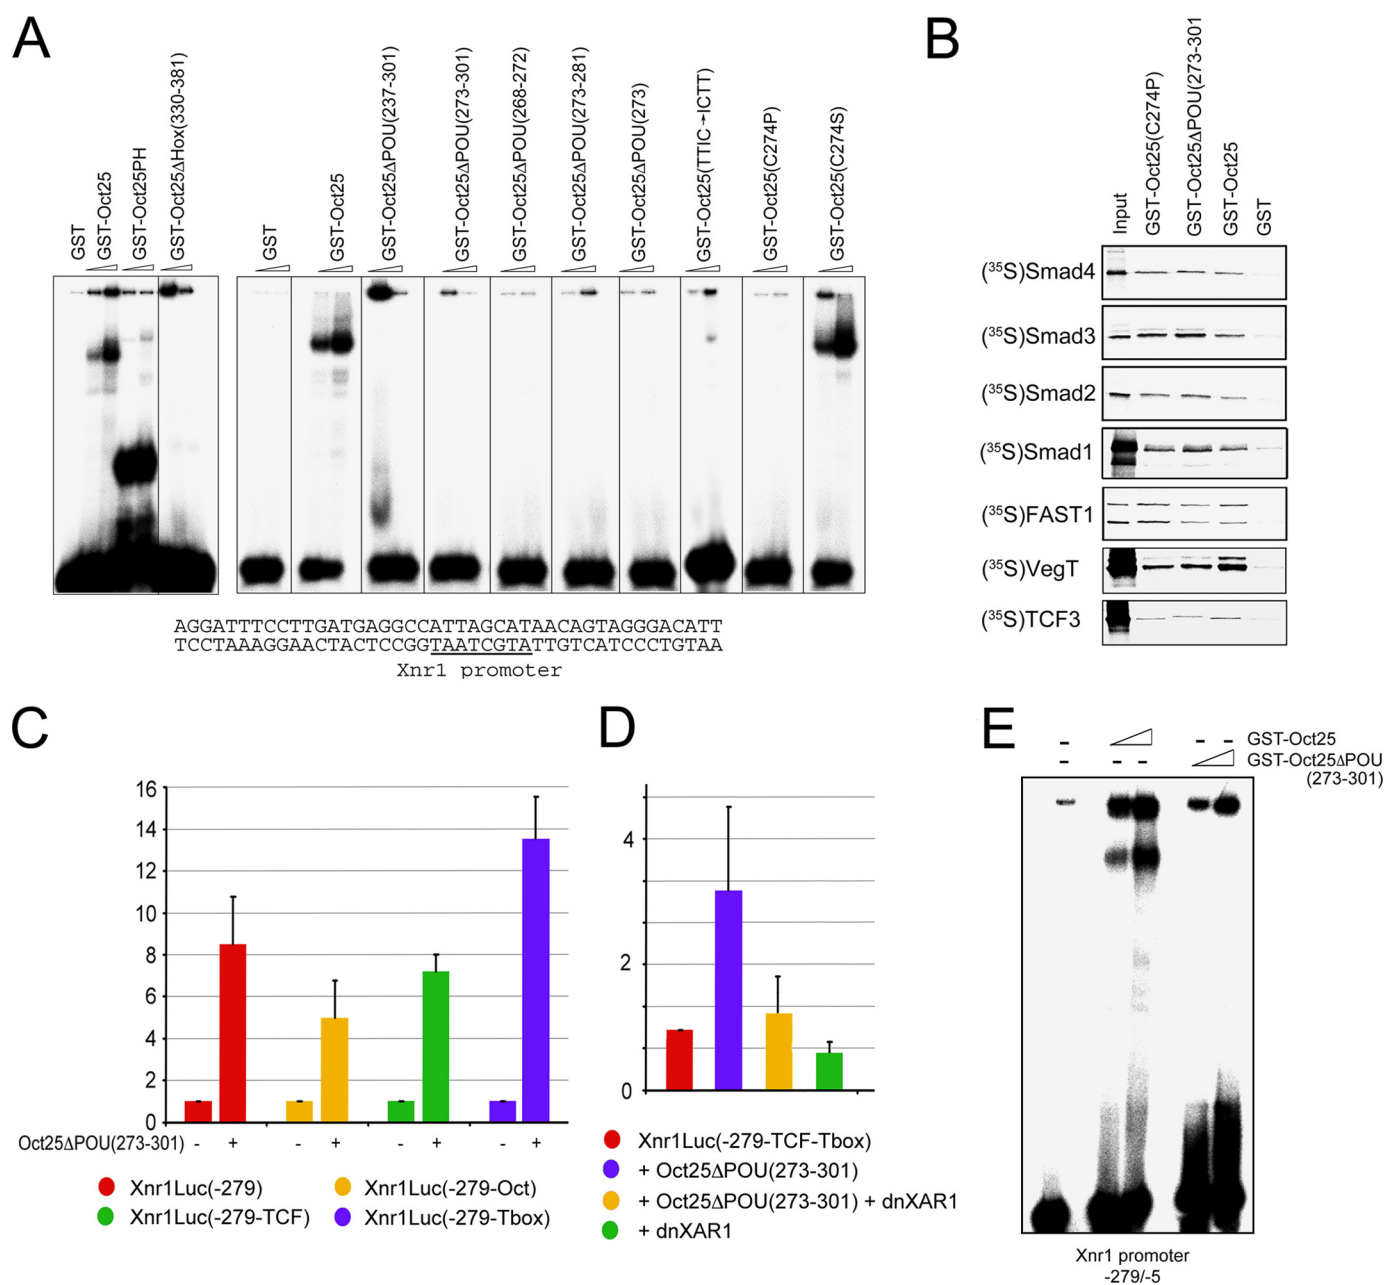 A
GST
GST-Oct25
GST-Oct25PH
GST-Oct25ΔHox(330-381)
GST
GST-Oct25
GST-Oct25ΔPOU(237-301)
GST-Oct25ΔPOU(273-301)
GST-Oct25ΔPOU(268-272)
GST-Oct25ΔPOU(273-281)
GST-Oct25ΔPOU(273)
GST-Oct25(TTIC→ICTT)
GST-Oct25(C274P)
GST-Oct25(C274S)
AGGATTTCCTTGATGAGGCCATTAGCATAACAGTAGGGACATT
TCCTAAAGGAACTACTCCGGTAATCGTATTGTCATCCCTGTAA
Xnr1 promoter
B
Input
GST-Oct25(C274P)
GST-Oct25ΔPOU(273-301
GST-Oct25
GST
(35S)Smad4
(35S)Smad3
(35S)Smad2
(35S)Smad1
(35S)FAST1
(35S)VegT
(35S)TCF3
C
16
14
12
10
8
6
4
2
0
Oct25ΔPOU(273-301) - + - + - + - +
Xnr1Luc(-279)
Xnr1Luc(-279-Oct)
Xnr1Luc(-279-TCF)
Xnr1Luc(-279-Tbox)
D
4
2
0
Xnr1Luc(-279-TCF-Tbox)
+ Oct25ΔPOU(273-301)
+ Oct25ΔPOU(273-301) + dnXAR1
+ dnXAR1
E
- - - GST-Oct25
- - - GST-Oct25ΔPOU
(273-301)
Xnr1 promoter
-279/-5